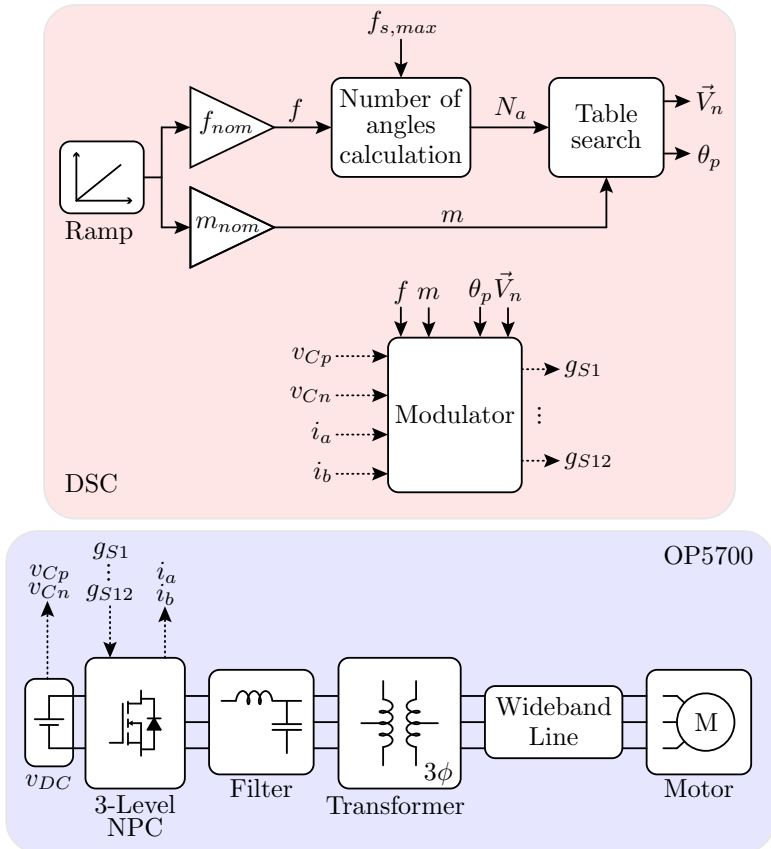 f_{s,max}
f_{nom}
f
Number of
angles
calculation
N_a
Table
search
\vec{V}_n
θ_p
Ramp
m_{nom}
m
f m θ_p \vec{V}_n
v_{Cp}
v_{Cn}
i_a
i_b
Modulator
g_{S1}
⋮
g_{S12}
DSC
OP5700
v_{Cp}
v_{Cn}
g_{S1}
⋮
g_{S12}
i_a
i_b
v_{DC}
3-Level
NPC
Filter
3ϕ
Transformer
Wideband
Line
M
Motor